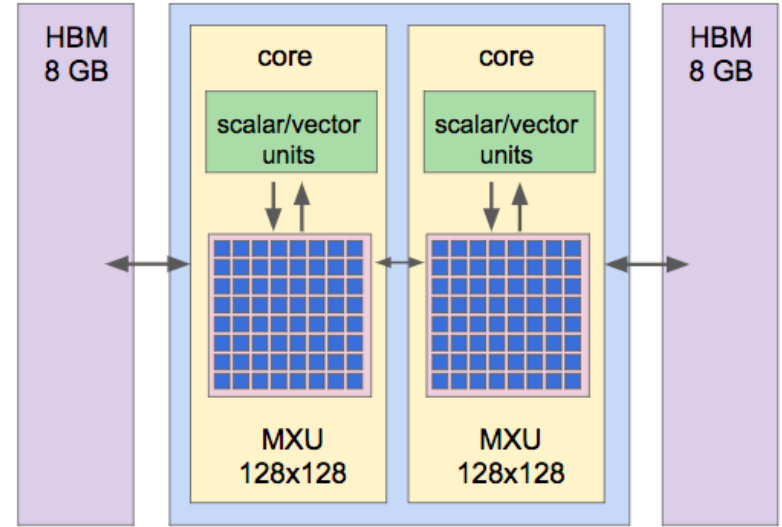 HBM
8 GB
core
scalar/vector
units
MXU
128x128
core
scalar/vector
units
MXU
128x128
HBM
8 GB